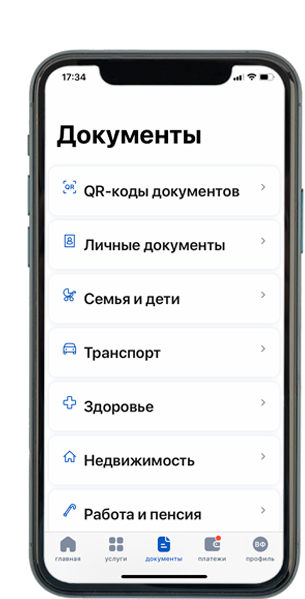 17:34
Документы
QR-коды документов
Личные документы
Семья и дети
Транспорт
Здоровье
Недвижимость
Работа и пенсия
ВФ
главная услуги документы платежи профиль